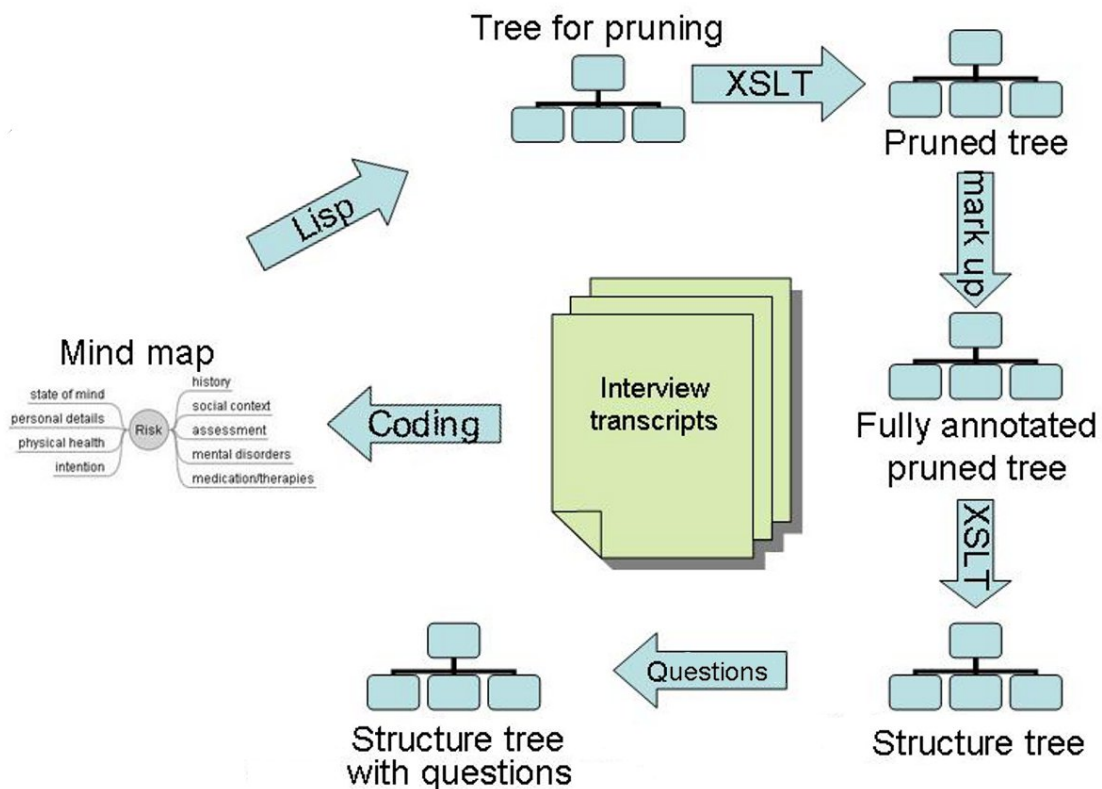 Tree for pruning
XSLT
Pruned tree
Lisp
mark up
Interview
transcripts
Mind map
history
state of mind
social context
personal details
Risk
assessment
physical health
mental disorders
intention
medication/therapies
Coding
Fully annotated
pruned tree
XSLT
Questions
Structure tree
with questions
Structure tree